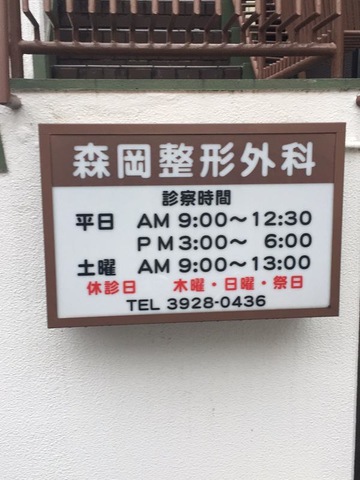 森岡整形外科
診察時間
平日 AM 9:00～12:30
PM 3:00～ 6:00
土曜 AM 9:00～13:00
休診日 木曜・日曜・祭日
TEL 3928-0436